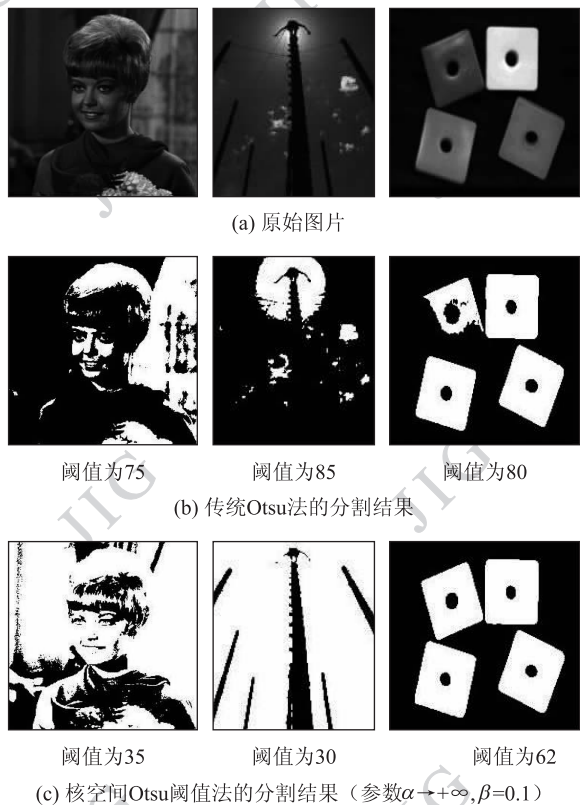 (a) 原始图片
阈值为75 阈值为85 阈值为80
(b) 传统Otsu法的分割结果
JIG JIG
阈值为35 阈值为30 阈值为62
(c) 核空间Otsu阈值法的分割结果（参数α→+∞,β=0.1）